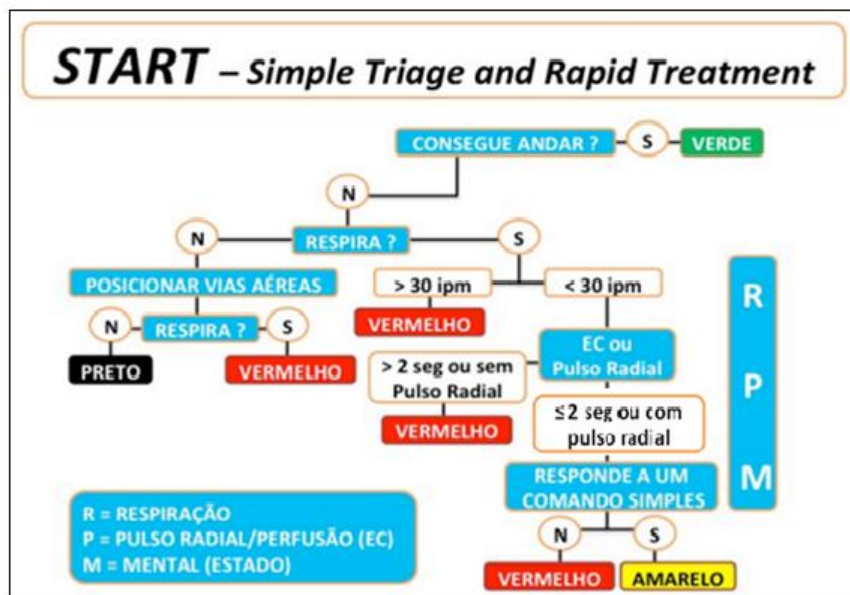 START – Simple Triage and Rapid Treatment
CONSEGUE ANDAR ?
S
VERDE
N
N
RESPIRA ?
S
POSICIONAR VIAS AÉREAS
> 30 ipm
< 30 ipm
N
RESPIRA ?
S
VERMELHO
PRETO
VERMELHO
EC ou
Pulso Radial
> 2 seg ou sem
Pulso Radial
VERMELHO
≤2 seg ou com
pulso radial
RESPONDE A UM
COMANDO SIMPLES
N
S
VERMELHO
AMARELO
R
P
M
R = RESPIRAÇÃO
P = PULSO RADIAL/PERFUSÃO (EC)
M = MENTAL (ESTADO)